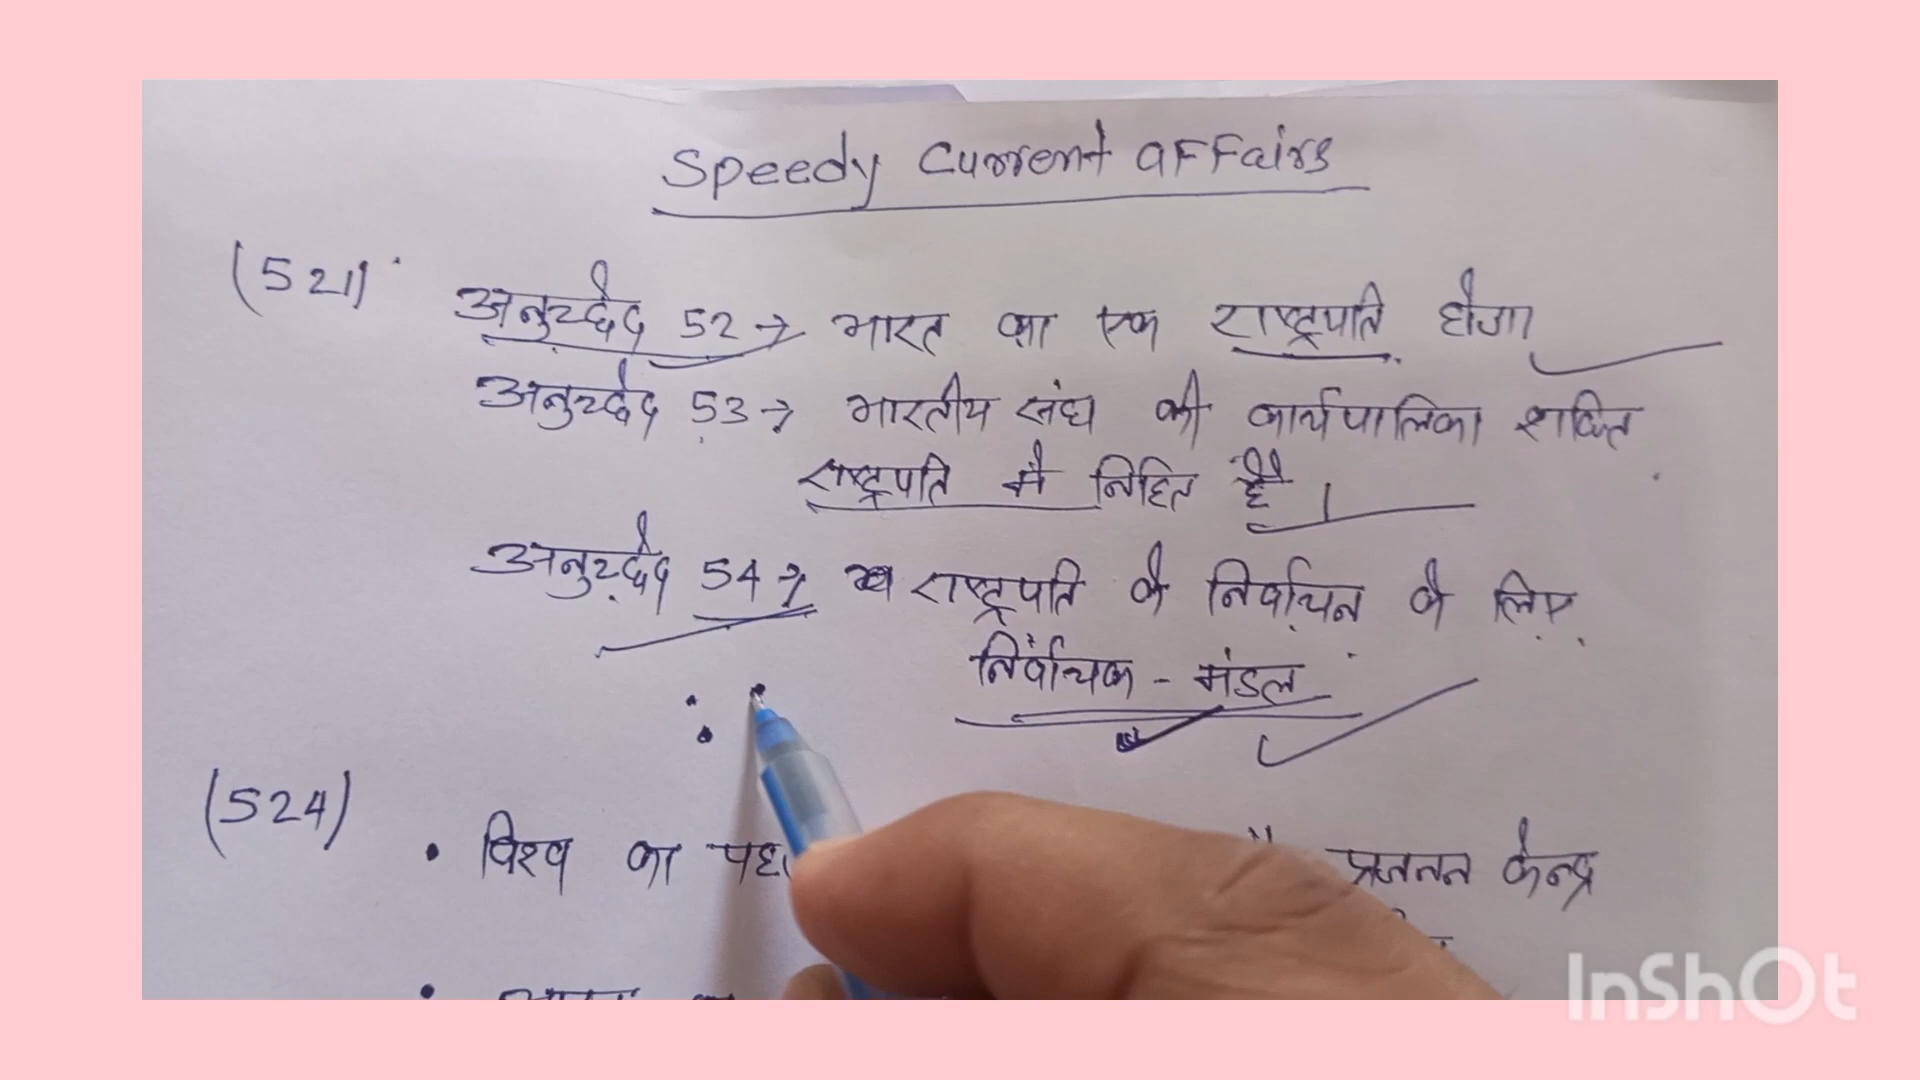 Speedy Current affairs
(521) अनुच्छेद 52 → भारत का एक राष्ट्रपति होगा
अनुच्छेद 53 → भारतीय संघ की कार्यपालिका शक्ति
राष्ट्रपति में निहित है ।
अनुच्छेद 54 → राष्ट्रपति के निर्वाचन के लिए
निर्वाचक - मंडल
(524) • विश्व का प्रजनन केन्द्र
InShOt